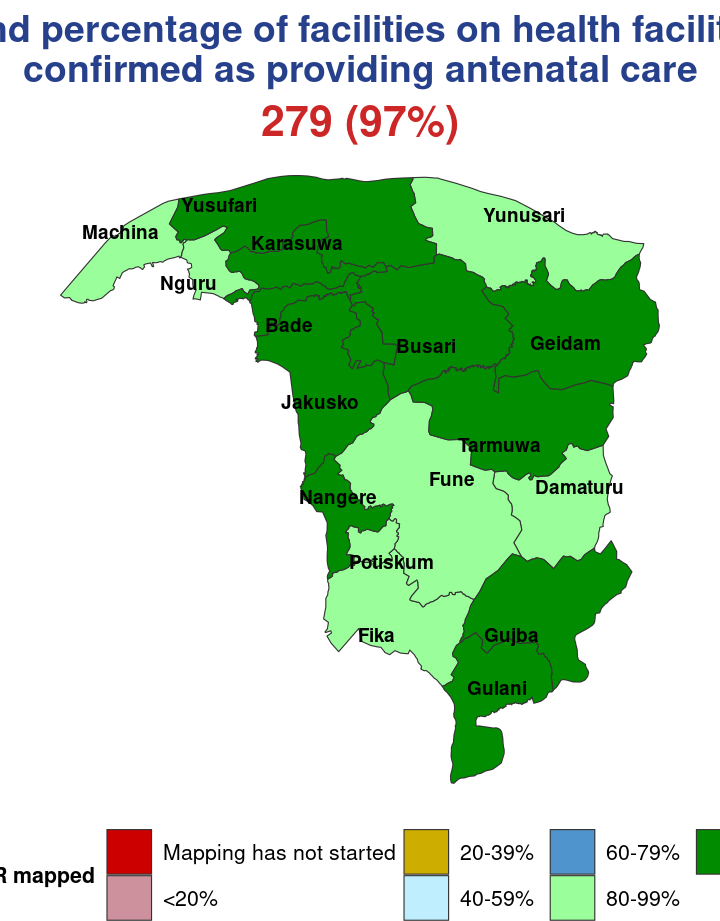 nd percentage of facilities on health facilit
confirmed as providing antenatal care
279 (97%)
Yusufari
Yunusari
Machina
Karasuwa
Nguru
Bade
Busari
Geidam
Jakusko
Tarmuwa
Fune
Damaturu
Nangere
Potiskum
Fika
Gujba
Gulani
R mapped
Mapping has not started
20-39%
60-79%
<20%
40-59%
80-99%